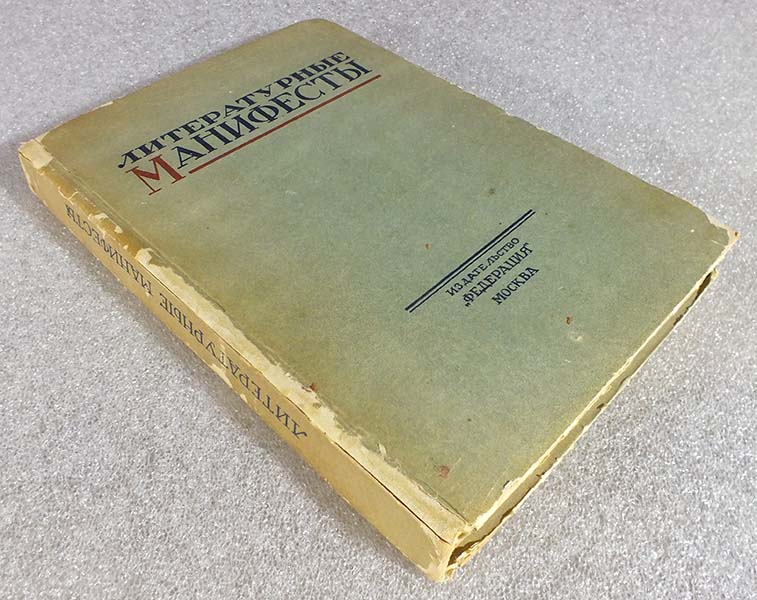 ЛИТЕРАТУРНЫЕ
МАНИФЕСТЫ
ИЗДАТЕЛЬСТВО
„ФЕДЕРАЦИЯ"
МОСКВА
ЛИТЕРАТУРНЫЕ МАНИФЕСТЫ